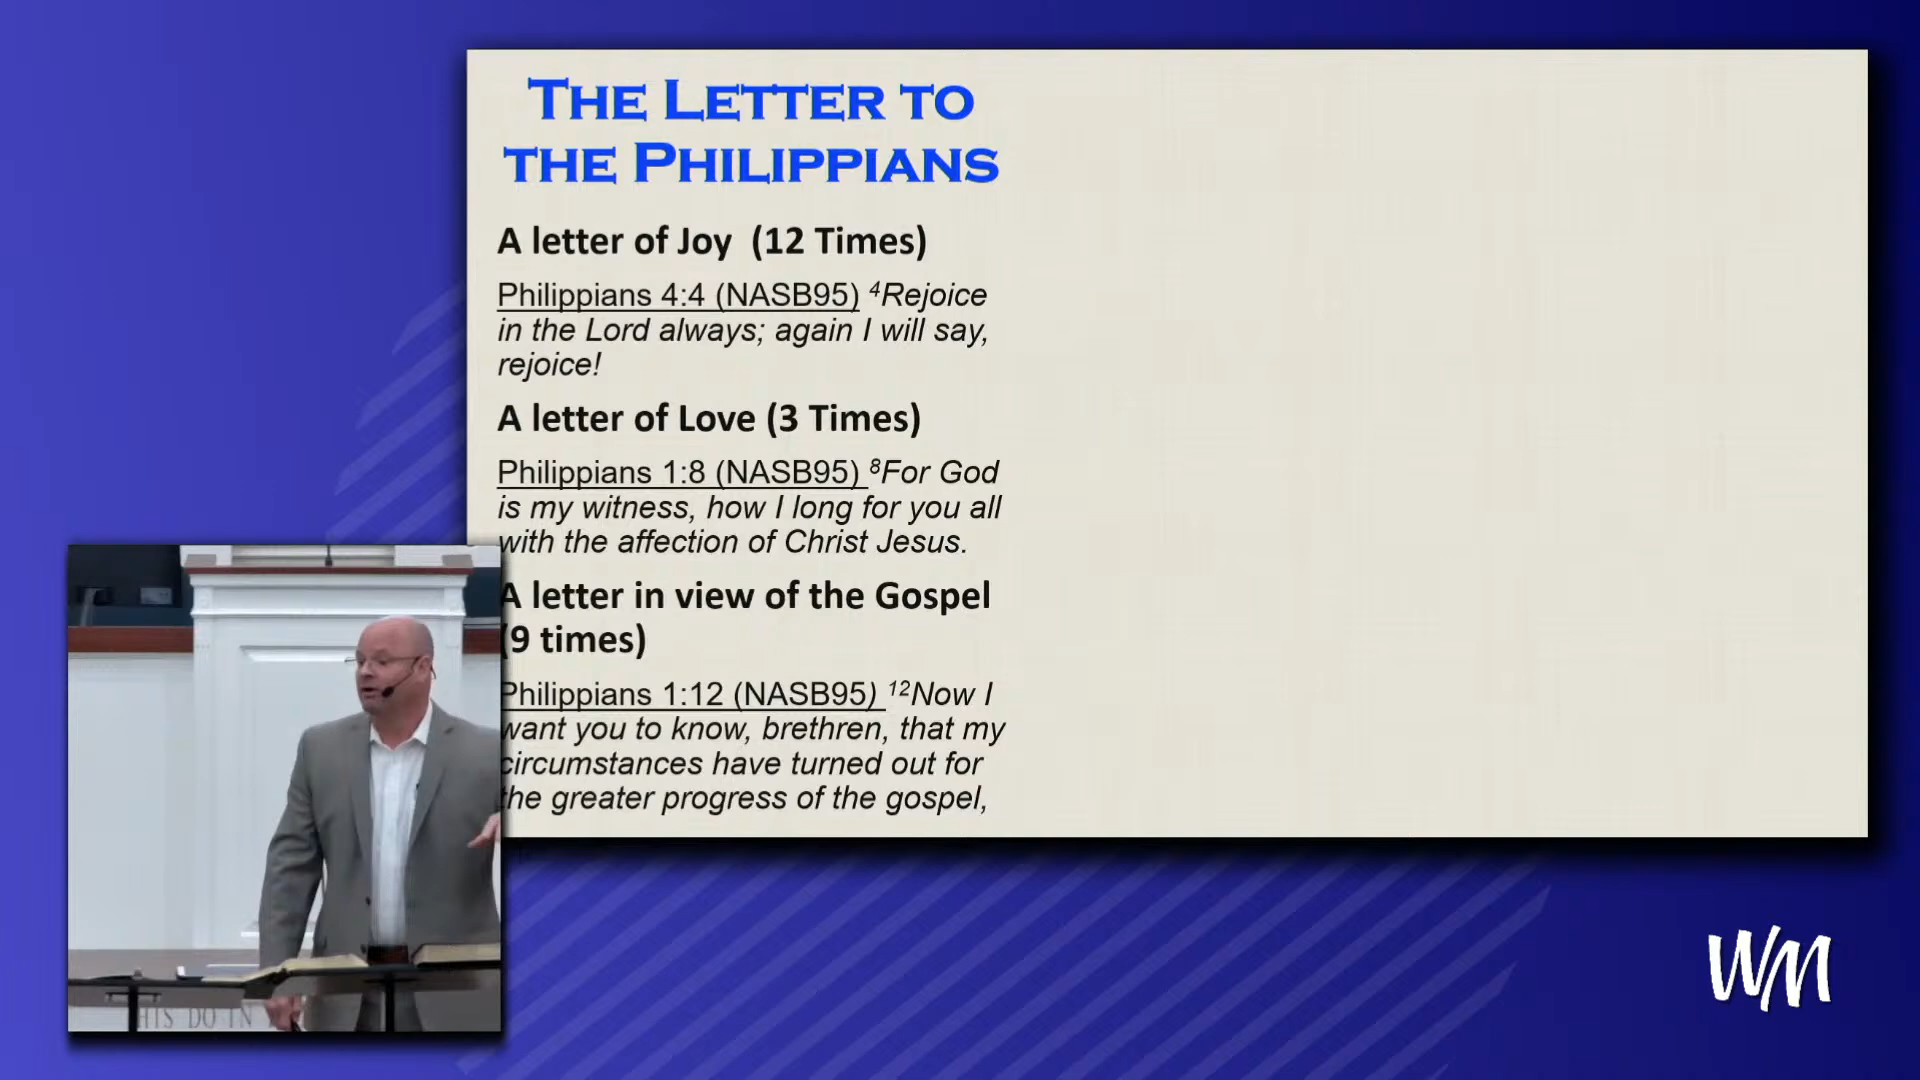 THE LETTER TO
THE PHILIPPIANS
A letter of Joy (12 Times)
Philippians 4:4 (NASB95) ⁴Rejoice
in the Lord always; again I will say,
rejoice!
A letter of Love (3 Times)
Philippians 1:8 (NASB95) ⁸For God
is my witness, how I long for you all
with the affection of Christ Jesus.
A letter in view of the Gospel
(9 times)
Philippians 1:12 (NASB95) ¹²Now I
want you to know, brethren, that my
circumstances have turned out for
the greater progress of the gospel,
HIS DO IN
WM